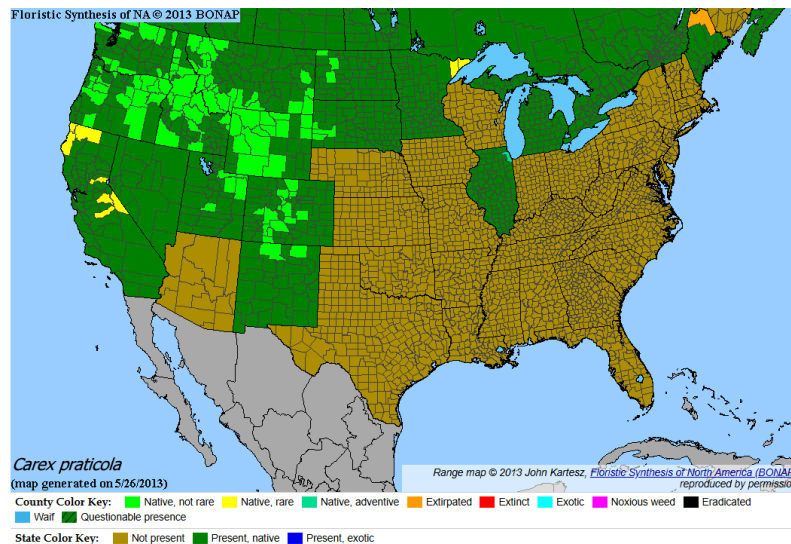 Floristic Synthesis of NA © 2013 BONAP
Carex praticola
(map generated on 5/26/2013)
Range map © 2013 John Kartesz, Floristic Synthesis of North America (BONAP
reproduced by permissio
County Color Key: Native, not rare Native, rare Native, adventive Extirpated Extinct Exotic Noxious weed Eradicated
Waif Questionable presence
State Color Key: Not present Present, native Present, exotic